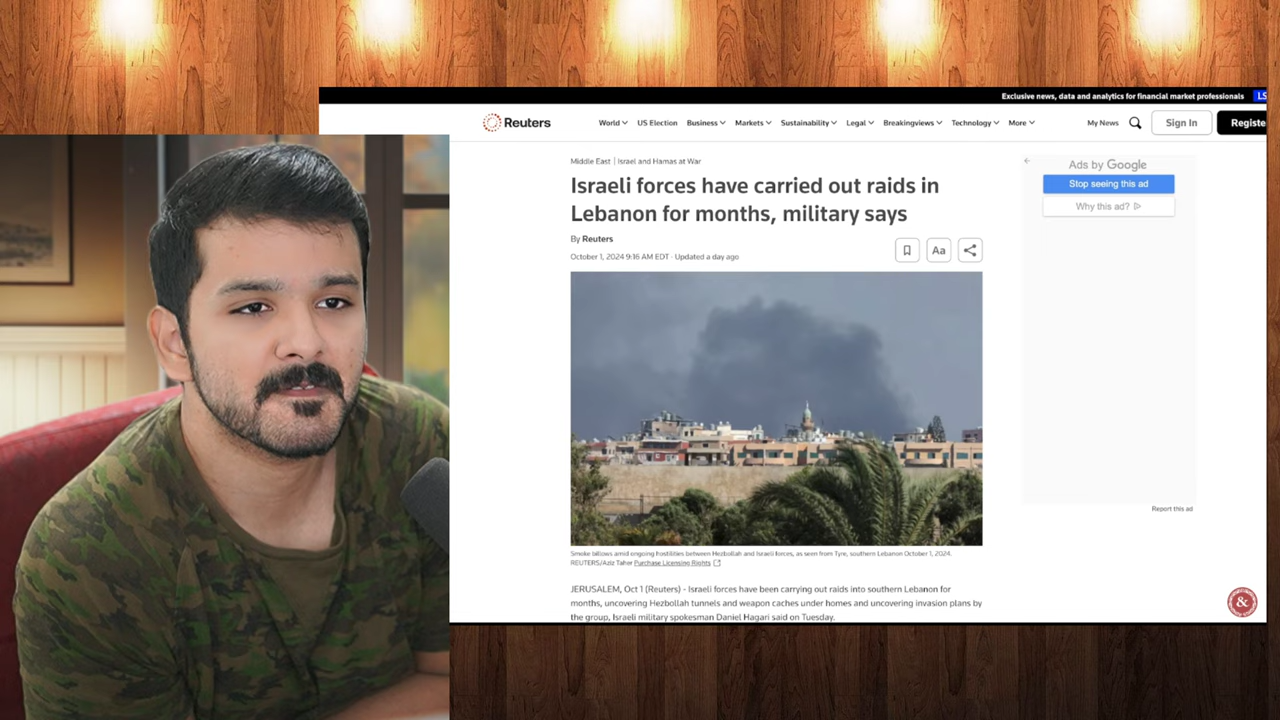 Exclusive news, data and analytics for financial market professionals
Reuters
World US Election Business Markets Sustainability Legal Breakingviews Technology More
My News
Sign In
Registe
Middle East | Israel and Hamas at War
Israeli forces have carried out raids in
Lebanon for months, military says
By Reuters
October 1, 2024 9:16 AM EDT · Updated a day ago
Aa
Ads by Google
Stop seeing this ad
Why this ad?
Report this ad
Smoke billows amid ongoing hostilities between Hezbollah and Israeli forces, as seen from Tyre, southern Lebanon October 1, 2024.
REUTERS/Aziz Taher Purchase Licensing Rights
JERUSALEM, Oct 1 (Reuters) - Israeli forces have been carrying out raids into southern Lebanon for
months, uncovering Hezbollah tunnels and weapon caches under homes and uncovering invasion plans by
the group, Israeli military spokesman Daniel Hagari said on Tuesday.
&